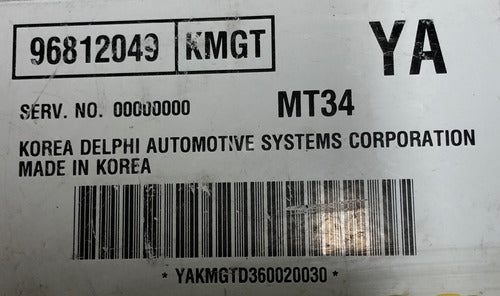 96812049 KMGT YA
SERV. NO. 00000000 MT34
KOREA DELPHI AUTOMOTIVE SYSTEMS CORPORATION
MADE IN KOREA
* YAKMGTD360020030 *